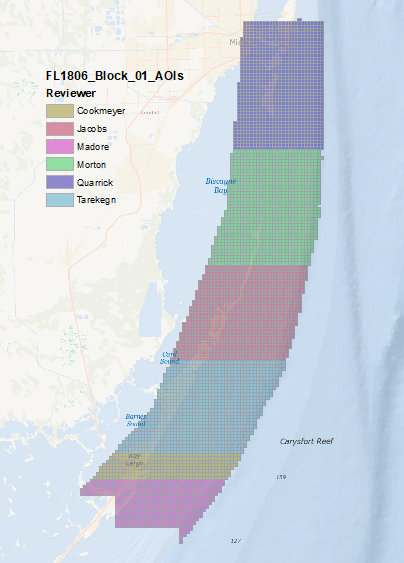 FL1806_Block_01_AOIs
Reviewer
Cookmeyer
Jacobs
Madore
Morton
Quarrick
Tarekegn
Biscayne
Bay
Card
Sound
Barnes
Sound
Key
Largo
Carysfort Reef
159
127